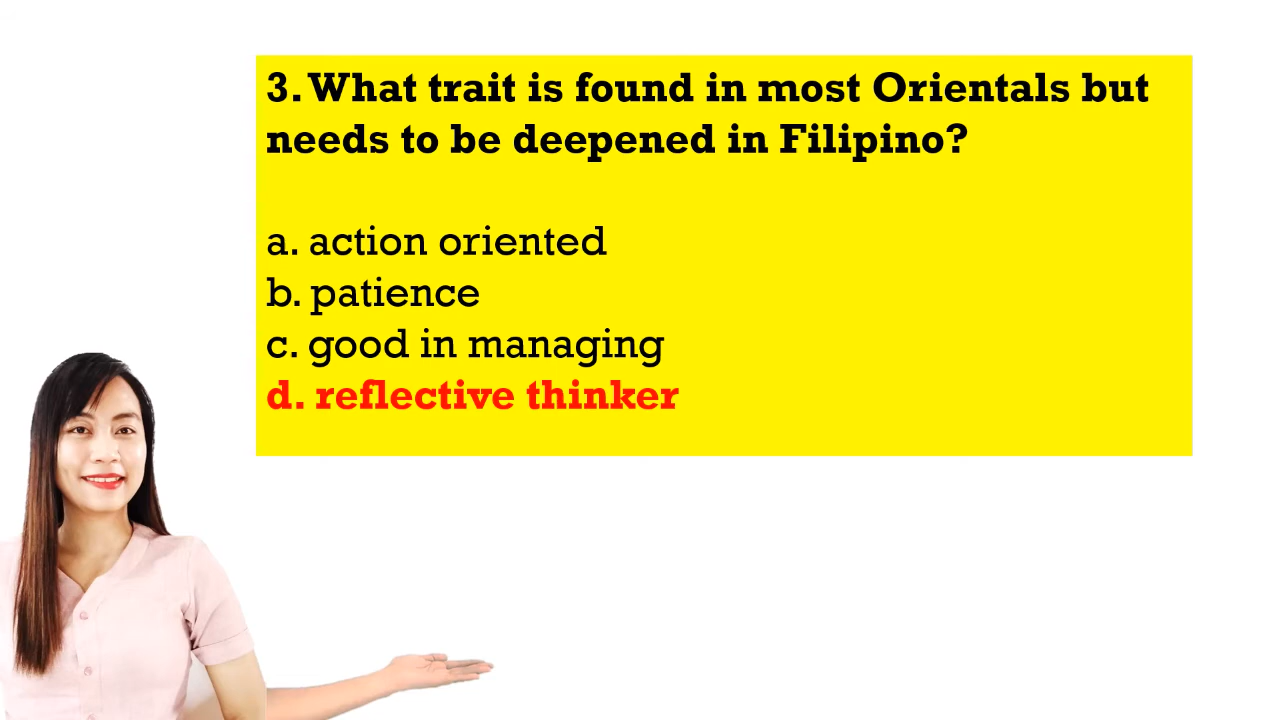 3. What trait is found in most Orientals but
needs to be deepened in Filipino?
a. action oriented
b. patience
c. good in managing
d. reflective thinker